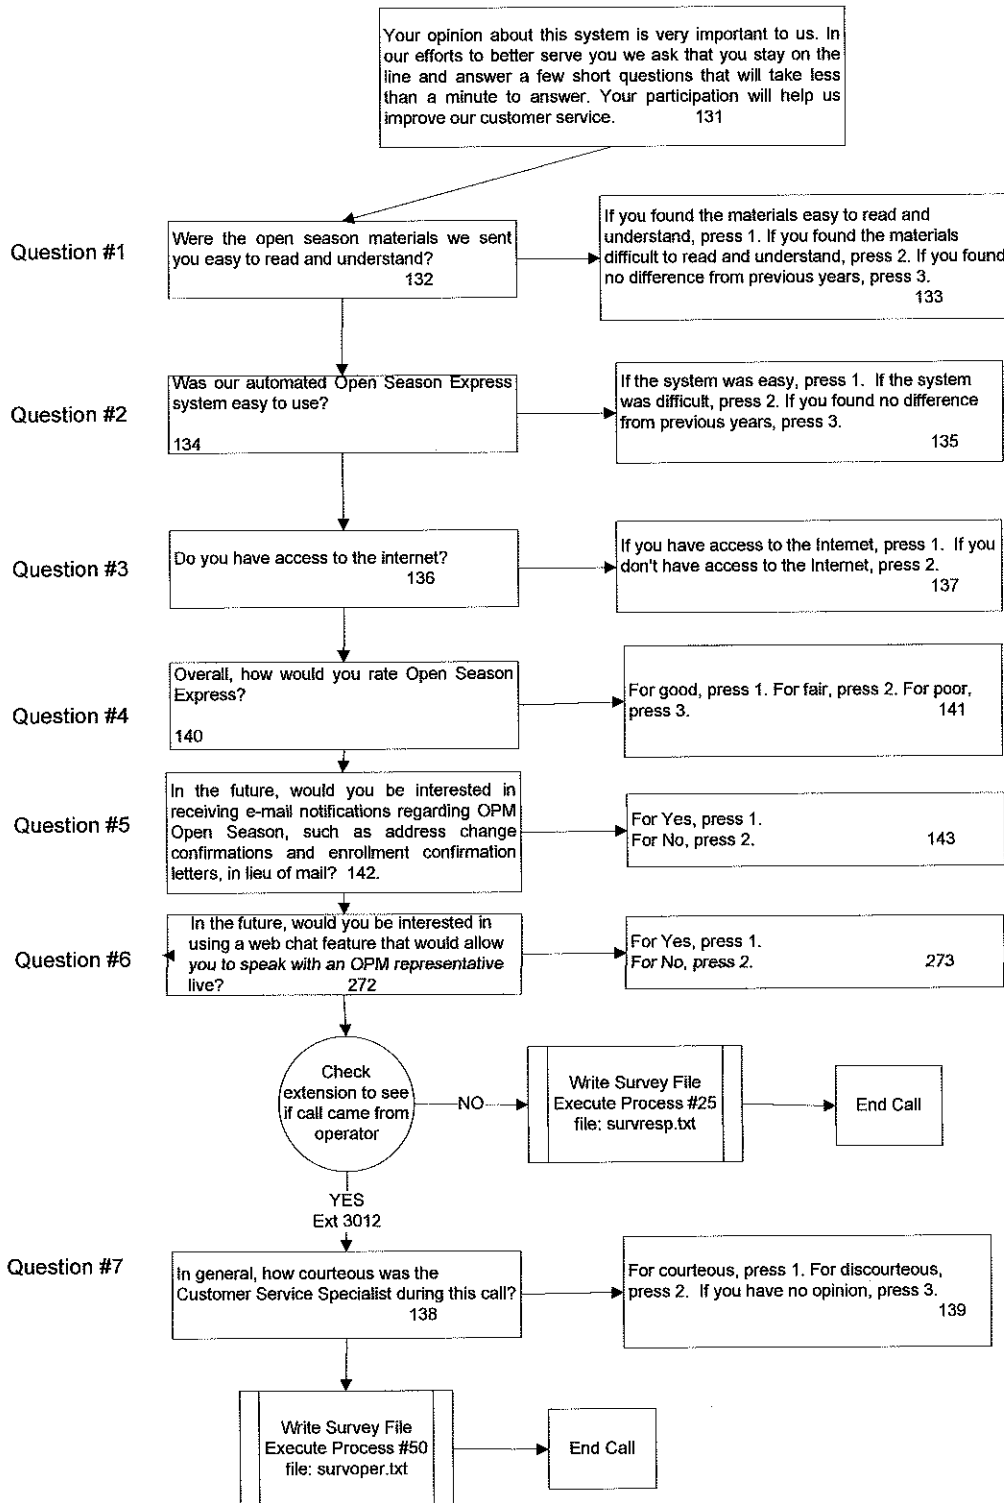 Your opinion about this system is very important to us. In
our efforts to better serve you we ask that you stay on the
line and answer a few short questions that will take less
than a minute to answer. Your participation will help us
improve our customer service. 131
Question #1
Were the open season materials we sent
you easy to read and understand?
132
If you found the materials easy to read and
understand, press 1. If you found the materials
difficult to read and understand, press 2. If you found
no difference from previous years, press 3.
133
Question #2
Was our automated Open Season Express
system easy to use?
134
If the system was easy, press 1. If the system
was difficult, press 2. If you found no difference
from previous years, press 3.
135
Question #3
Do you have access to the internet?
136
If you have access to the Internet, press 1. If you
don't have access to the Internet, press 2.
137
Question #4
Overall, how would you rate Open Season
Express?
140
For good, press 1. For fair, press 2. For poor,
press 3. 141
Question #5
In the future, would you be interested in
receiving e-mail notifications regarding OPM
Open Season, such as address change
confirmations and enrollment confirmation
letters, in lieu of mail? 142.
For Yes, press 1.
For No, press 2. 143
Question #6
In the future, would you be interested in
using a web chat feature that would allow
you to speak with an OPM representative
live? 272
For Yes, press 1.
For No, press 2. 273
Check
extension to see
if call came from
operator
NO
Write Survey File
Execute Process #25
file: survresp.txt
End Call
YES
Ext 3012
Question #7
In general, how courteous was the
Customer Service Specialist during this call?
138
For courteous, press 1. For discourteous,
press 2. If you have no opinion, press 3.
139
Write Survey File
Execute Process #50
file: survoper.txt
End Call